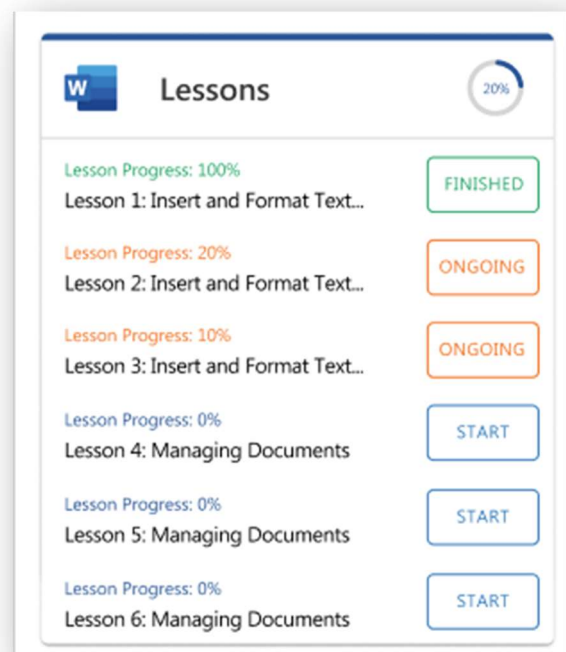 W
Lessons
20%
Lesson Progress: 100%
Lesson 1: Insert and Format Text...
FINISHED
Lesson Progress: 20%
Lesson 2: Insert and Format Text...
ONGOING
Lesson Progress: 10%
Lesson 3: Insert and Format Text...
ONGOING
Lesson Progress: 0%
Lesson 4: Managing Documents
START
Lesson Progress: 0%
Lesson 5: Managing Documents
START
Lesson Progress: 0%
Lesson 6: Managing Documents
START